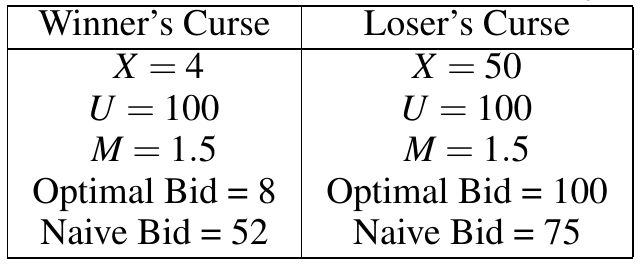 Winner's Curse Loser's Curse
X = 4 X = 50
U = 100 U = 100
M = 1.5 M = 1.5
Optimal Bid = 8 Optimal Bid = 100
Naive Bid = 52 Naive Bid = 75